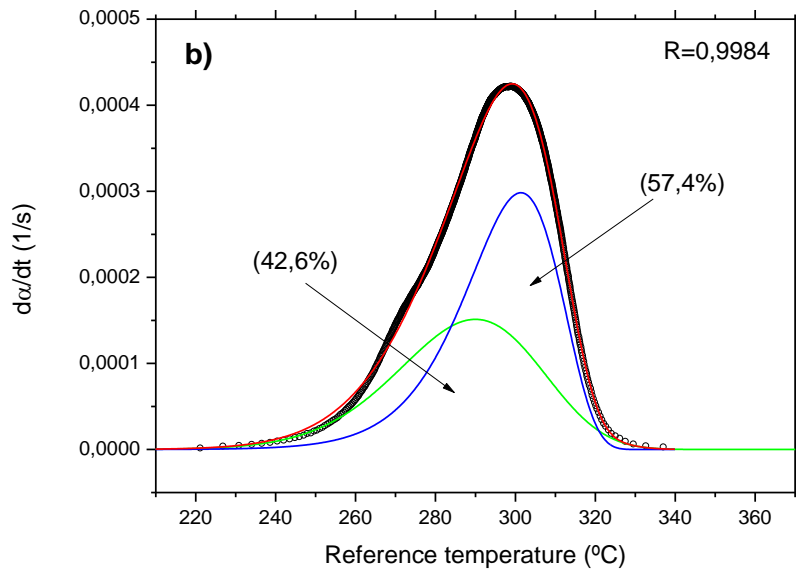 b)
R=0,9984
(57,4%)
(42,6%)
dα/dt (1/s)
0,0005
0,0004
0,0003
0,0002
0,0001
0,0000
220 240 260 280 300 320 340 360
Reference temperature (ºC)